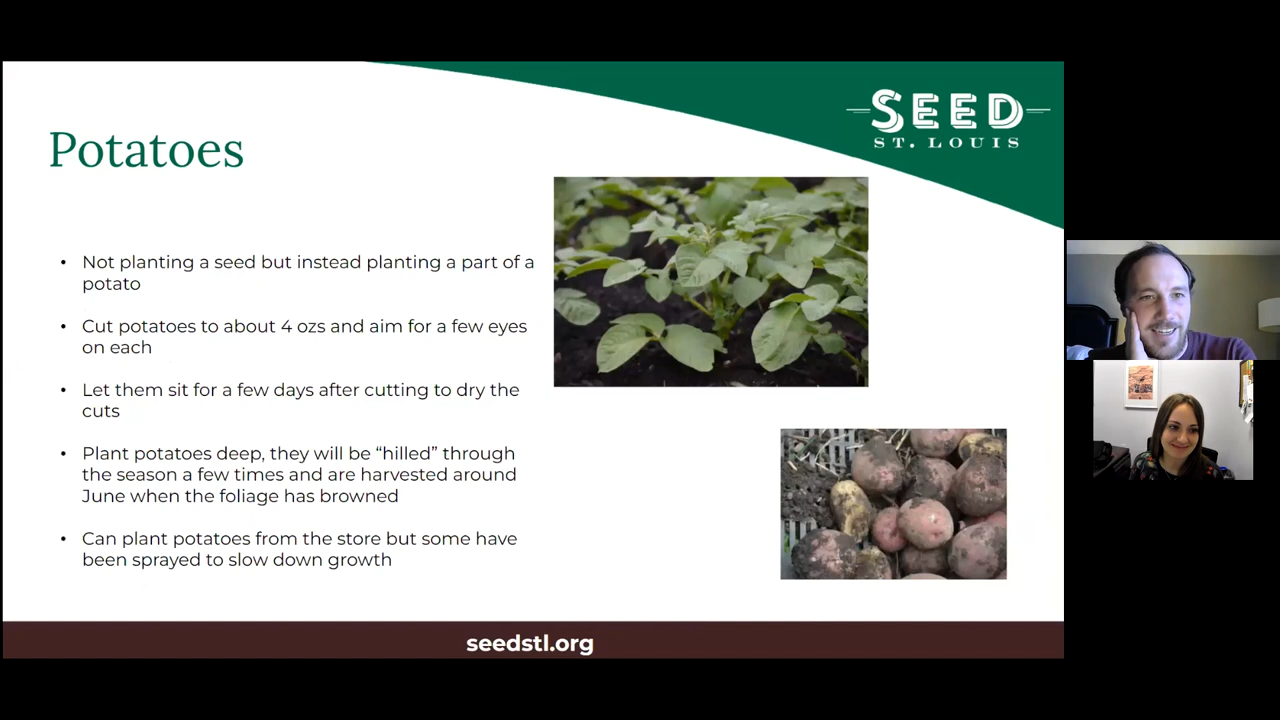 SEED
ST. LOUIS
Potatoes
• Not planting a seed but instead planting a part of a
potato
• Cut potatoes to about 4 ozs and aim for a few eyes
on each
• Let them sit for a few days after cutting to dry the
cuts
• Plant potatoes deep, they will be “hilled” through
the season a few times and are harvested around
June when the foliage has browned
• Can plant potatoes from the store but some have
been sprayed to slow down growth
seedstl.org